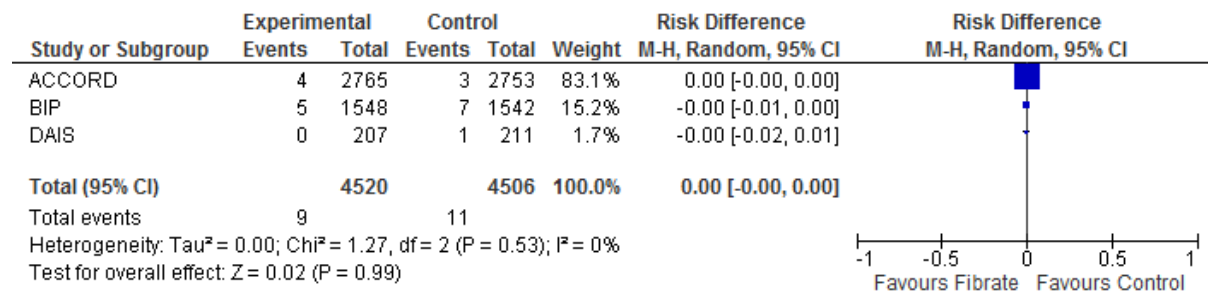 Experimental Control Risk Difference Risk Difference
Study or Subgroup Events Total Events Total Weight M-H, Random, 95% CI M-H, Random, 95% CI
ACCORD 4 2765 3 2753 83.1% 0.00 [-0.00, 0.00]
BIP 5 1548 7 1542 15.2% -0.00 [-0.01, 0.00]
DAIS 0 207 1 211 1.7% -0.00 [-0.02, 0.01]
Total (95% CI) 4520 4506 100.0% 0.00 [-0.00, 0.00]
Total events 9 11
Heterogeneity: Tau² = 0.00; Chi² = 1.27, df = 2 (P = 0.53); I² = 0%
Test for overall effect: Z = 0.02 (P = 0.99)
-1 -0.5 0 0.5 1
Favours Fibrate Favours Control